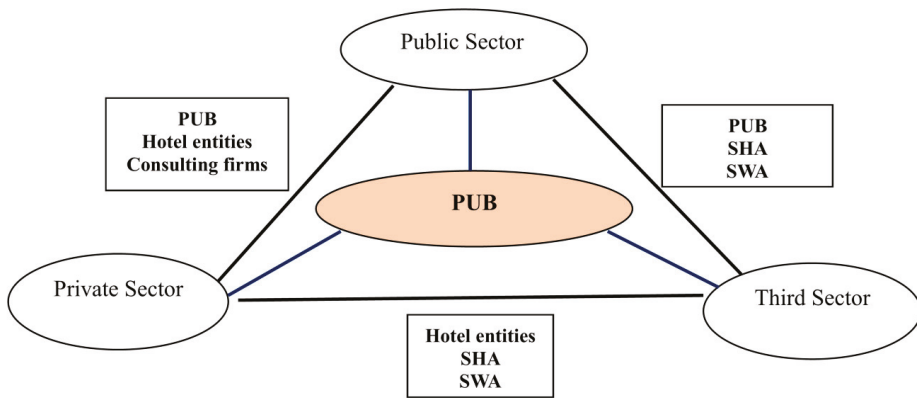 Public Sector
PUB
Hotel entities
Consulting firms
PUB
SHA
SWA
PUB
Private Sector
Third Sector
Hotel entities
SHA
SWA